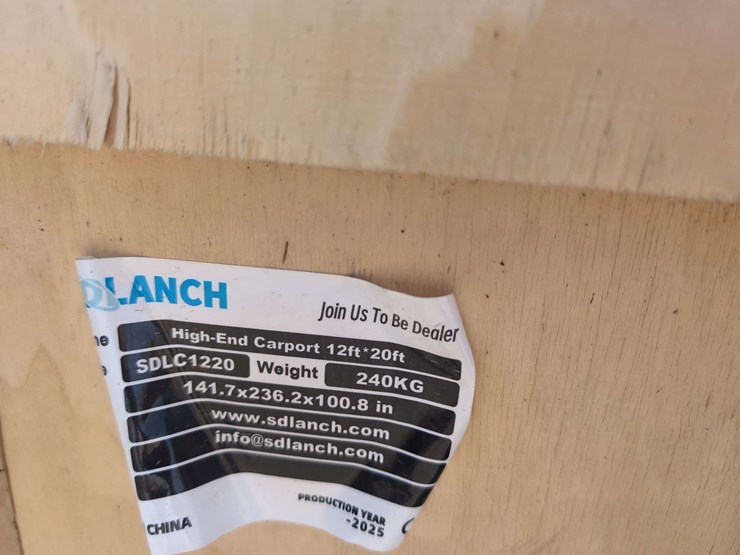 DLANCH
Join Us To Be Dealer
High-End Carport 12ft*20ft
SDLC1220 Weight 240KG
141.7x236.2x100.8 in
www.sdlanch.com
info@sdlanch.com
CHINA
PRODUCTION YEAR
-2025